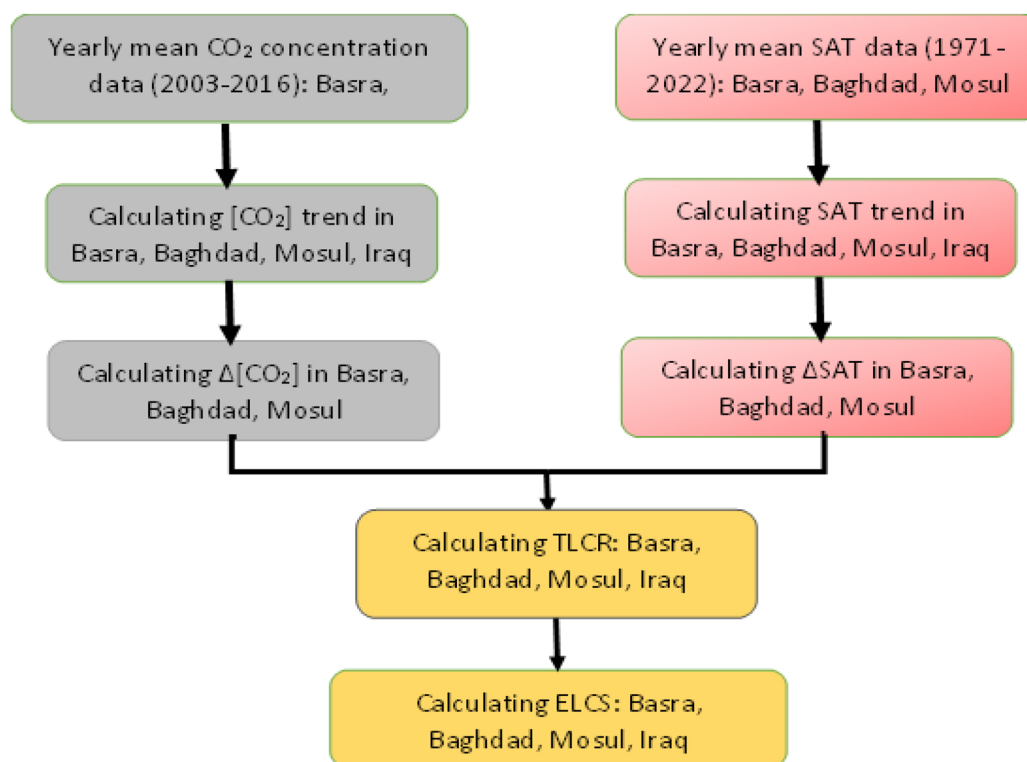 Yearly mean CO₂ concentration
data (2003-2016): Basra,
Yearly mean SAT data (1971-
2022): Basra, Baghdad, Mosul
Calculating [CO₂] trend in
Basra, Baghdad, Mosul, Iraq
Calculating SAT trend in
Basra, Baghdad, Mosul, Iraq
Calculating Δ[CO₂] in Basra,
Baghdad, Mosul
Calculating ΔSAT in Basra,
Baghdad, Mosul
Calculating TLCR: Basra,
Baghdad, Mosul, Iraq
Calculating ELCS: Basra,
Baghdad, Mosul, Iraq